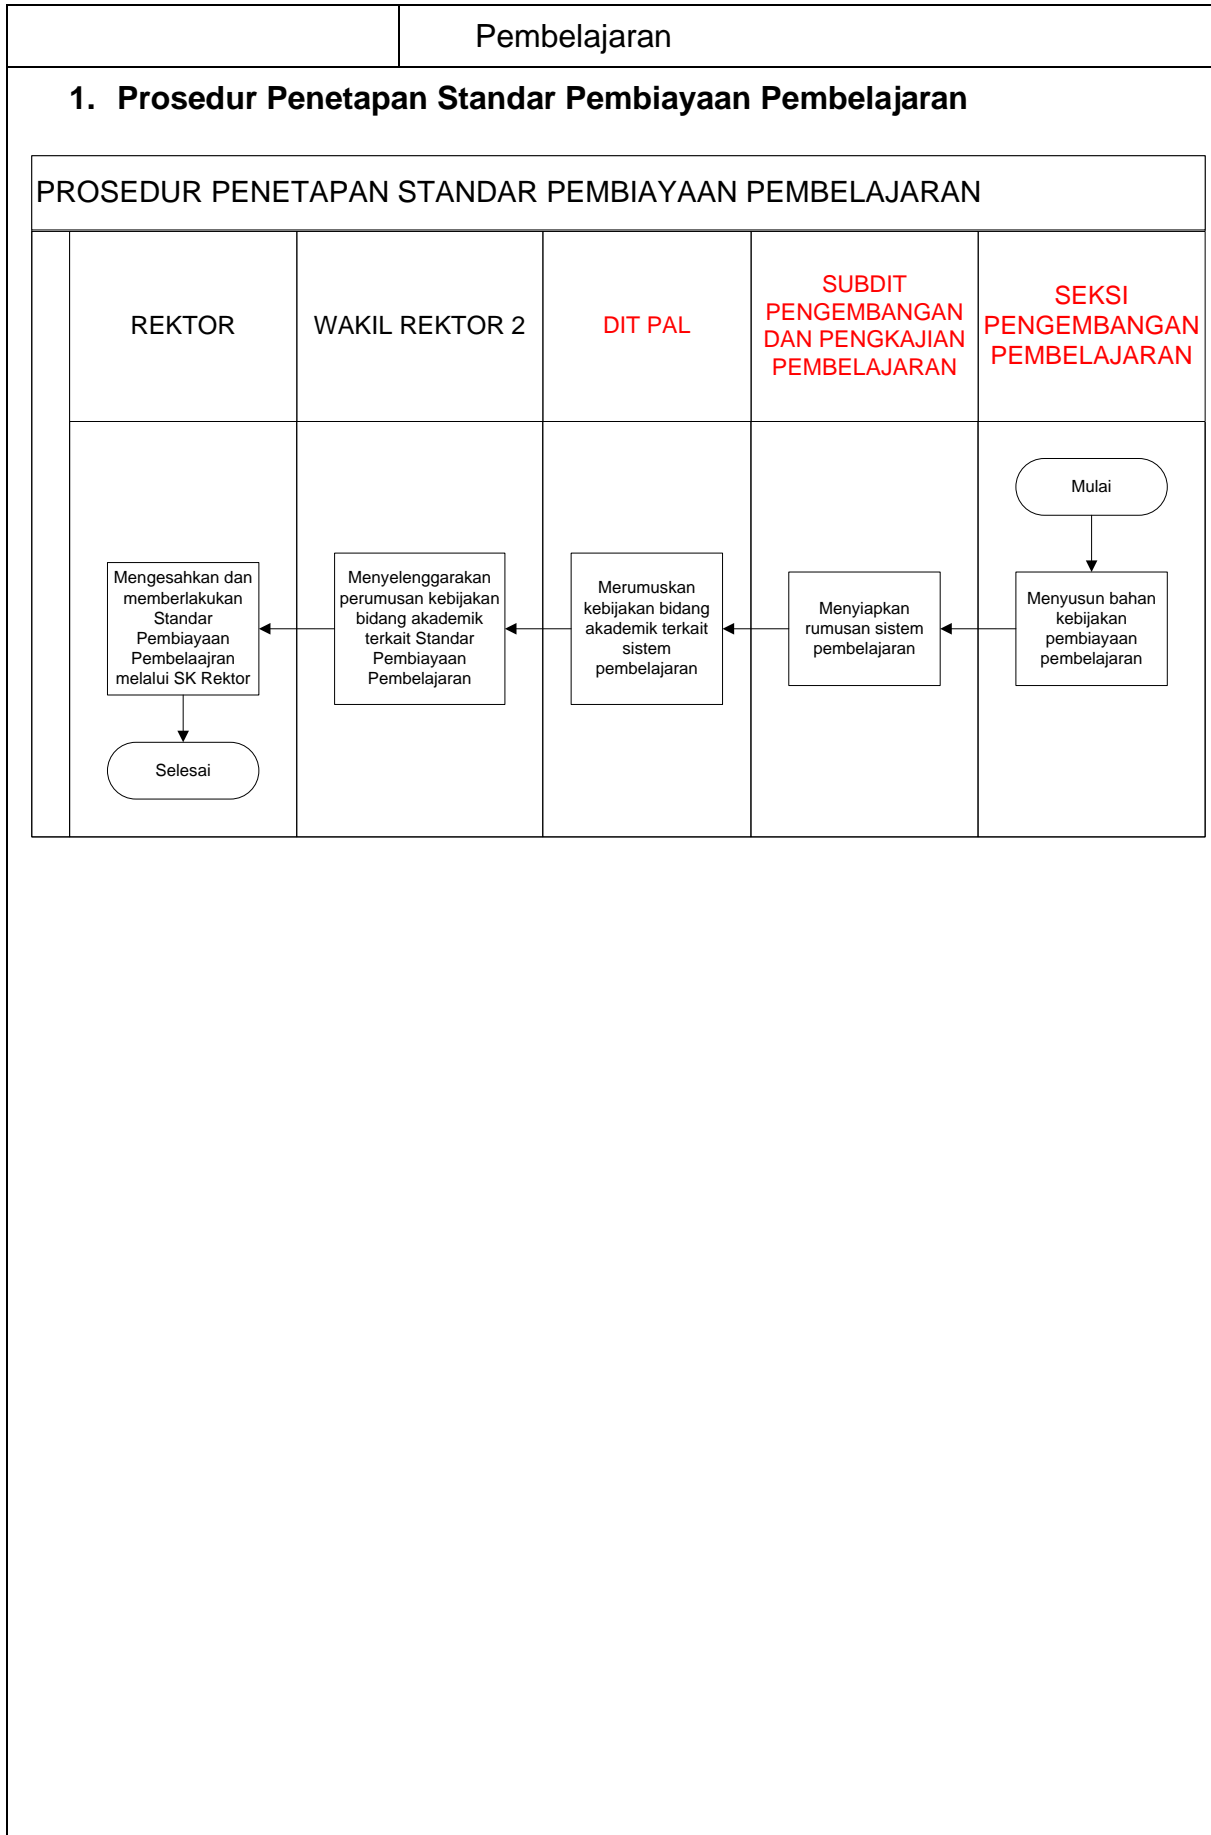 Pembelajaran
1. Prosedur Penetapan Standar Pembiayaan Pembelajaran
PROSEDUR PENETAPAN STANDAR PEMBIAYAAN PEMBELAJARAN
REKTOR
WAKIL REKTOR 2
DIT PAL
SUBDIT
PENGEMBANGAN
DAN PENGKAJIAN
PEMBELAJARAN
SEKSI
PENGEMBANGAN
PEMBELAJARAN
Mengesahkan dan
memberlakukan
Standar
Pembiayaan
Pembelaajran
melalui SK Rektor
Selesai
Menyelenggarakan
perumusan kebijakan
bidang akademik
terkait Standar
Pembiayaan
Pembelajaran
Merumuskan
kebijakan bidang
akademik terkait
sistem
pembelajaran
Menyiapkan
rumusan sistem
pembelajaran
Mulai
Menyusun bahan
kebijakan
pembiayaan
pembelajaran